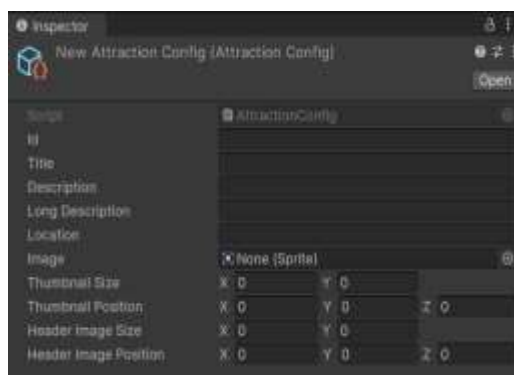 Inspector
New Attraction Config (Attraction Config)
Open
Script AttractionConfig
Id
Title
Description
Long Description
Location
Image None (Sprite)
Thumbnail Size X 0 Y 0
Thumbnail Position X 0 Y 0 Z 0
Header Image Size X 0 Y 0
Header Image Position X 0 Y 0 Z 0